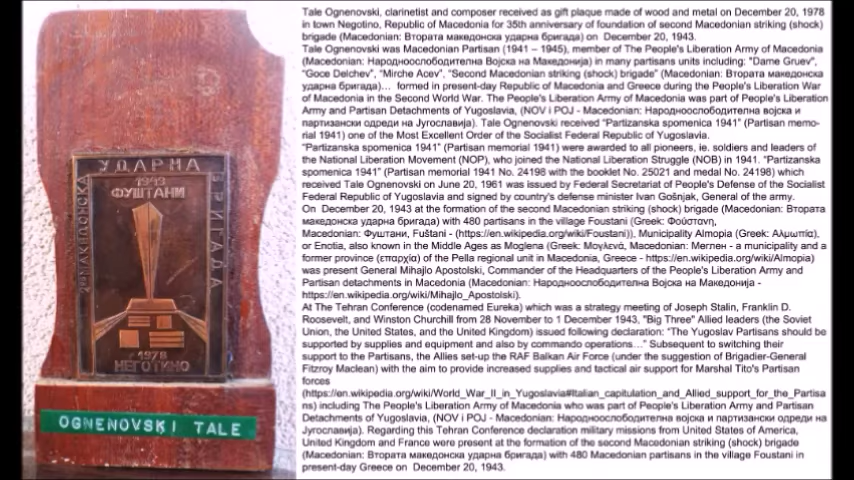 УДАРНА
2РА МАКЕДОНСКА
БРИГАДА
1943
ФУШТАНИ
1978
НЕГОТИНО
OGNENOVSKI TALE
Tale Ognenovski, clarinetist and composer received as gift plaque made of wood and metal on December 20, 1978
in town Negotino, Republic of Macedonia for 35th anniversary of foundation of second Macedonian striking (shock)
brigade (Macedonian: Втората македонска ударна бригада) on  December 20, 1943.
Tale Ognenovski was Macedonian Partisan (1941 – 1945), member of The People's Liberation Army of Macedonia
(Macedonian: Народноослободителна Војска на Македонија) in many partisans units including: "Dame Gruev",
"Goce Delchev", "Mirche Acev", "Second Macedonian striking (shock) brigade" (Macedonian: Втората македонска
ударна бригада)…  formed in present-day Republic of Macedonia and Greece during the People's Liberation War
of Macedonia in the Second World War. The People's Liberation Army of Macedonia was part of People's Liberation
Army and Partisan Detachments of Yugoslavia, (NOV i POJ - Macedonian: Народноослободителна војска и
партизански одреди на Југославија). Tale Ognenovski received "Partizanska spomenica 1941" (Partisan memo-
rial 1941) one of the Most Excellent Order of the Socialist Federal Republic of Yugoslavia.
"Partizanska spomenica 1941" (Partisan memorial 1941) were awarded to all pioneers, ie. soldiers and leaders of
the National Liberation Movement (NOP), who joined the National Liberation Struggle (NOB) in 1941. "Partizanska
spomenica 1941" (Partisan memorial 1941 No. 24198 with the booklet No. 25021 and medal No. 24198) which
received Tale Ognenovski on June 20, 1961 was issued by Federal Secretariat of People's Defense of the Socialist
Federal Republic of Yugoslavia and signed by country's defense minister Ivan Gošnjak, General of the army.
On  December 20, 1943 at the formation of the second Macedonian striking (shock) brigade (Macedonian: Втората
македонска ударна бригада) with 480 partisans in the village Foustani (Greek: Φούστανη,
Macedonian: Фуштани, Fuštani - (https://en.wikipedia.org/wiki/Foustani)), Municipality Almopia (Greek: Αλμωπία),
or Enotia, also known in the Middle Ages as Moglena (Greek: Μογλενά, Macedonian: Меглен - a municipality and a
former province (επαρχία) of the Pella regional unit in Macedonia, Greece - https://en.wikipedia.org/wiki/Almopia)
was present General Mihajlo Apostolski, Commander of the Headquarters of the People's Liberation Army and
Partisan detachments in Macedonia (Macedonian: Народноослободителна Војска на Македонија -
https://en.wikipedia.org/wiki/Mihajlo_Apostolski).
At The Tehran Conference (codenamed Eureka) which was a strategy meeting of Joseph Stalin, Franklin D.
Roosevelt, and Winston Churchill from 28 November to 1 December 1943, "Big Three" Allied leaders (the Soviet
Union, the United States, and the United Kingdom) issued following declaration: "The Yugoslav Partisans should be
supported by supplies and equipment and also by commando operations…" Subsequent to switching their
support to the Partisans, the Allies set-up the RAF Balkan Air Force (under the suggestion of Brigadier-General
Fitzroy Maclean) with the aim to provide increased supplies and tactical air support for Marshal Tito's Partisan
forces
(https://en.wikipedia.org/wiki/World_War_II_in_Yugoslavia#Italian_capitulation_and_Allied_support_for_the_Partisa
ns) including The People's Liberation Army of Macedonia who was part of People's Liberation Army and Partisan
Detachments of Yugoslavia, (NOV i POJ - Macedonian: Народноослободителна војска и партизански одреди на
Југославија). Regarding this Tehran Conference declaration military missions from United States of America,
United Kingdom and France were present at the formation of the second Macedonian striking (shock) brigade
(Macedonian: Втората македонска ударна бригада) with 480 Macedonian partisans in the village Foustani in
present-day Greece on  December 20, 1943.